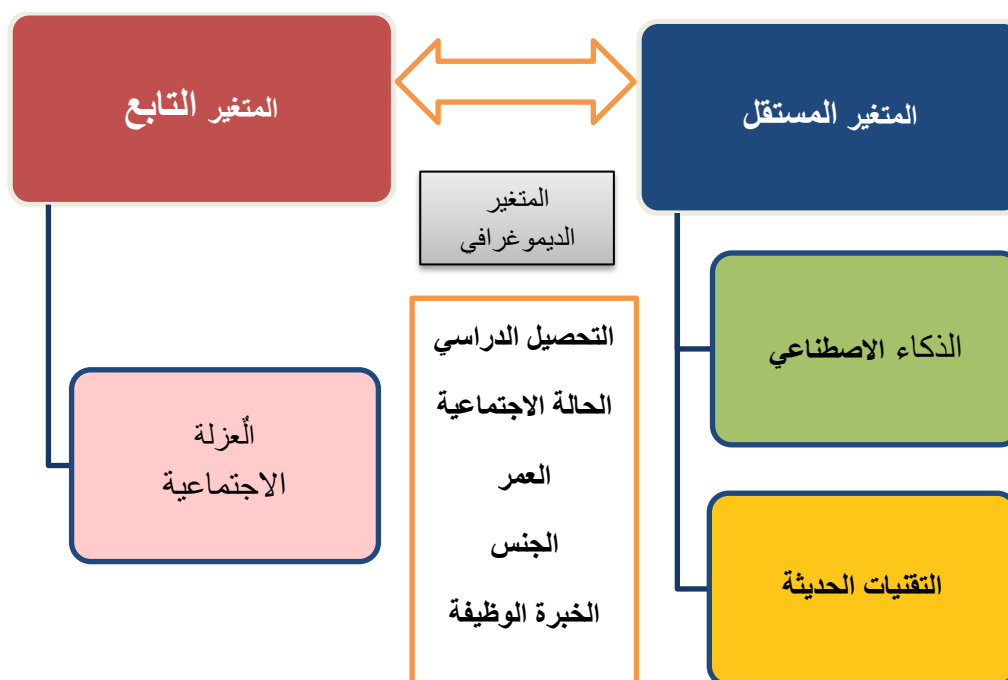 المتغير المستقل
المتغير التابع
المتغير
الديموغرافي
الذكاء الاصطناعي
التقنيات الحديثة
التحصيل الدراسي
الحالة الاجتماعية
العمر
الجنس
الخبرة الوظيفة
الٌعزلة
الاجتماعية